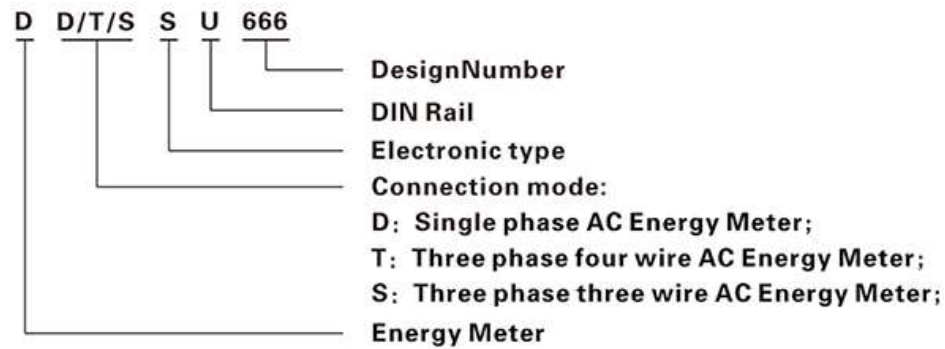 D D/T/S S U 666
DesignNumber
DIN Rail
Electronic type
Connection mode:
D: Single phase AC Energy Meter;
T: Three phase four wire AC Energy Meter;
S: Three phase three wire AC Energy Meter;
Energy Meter